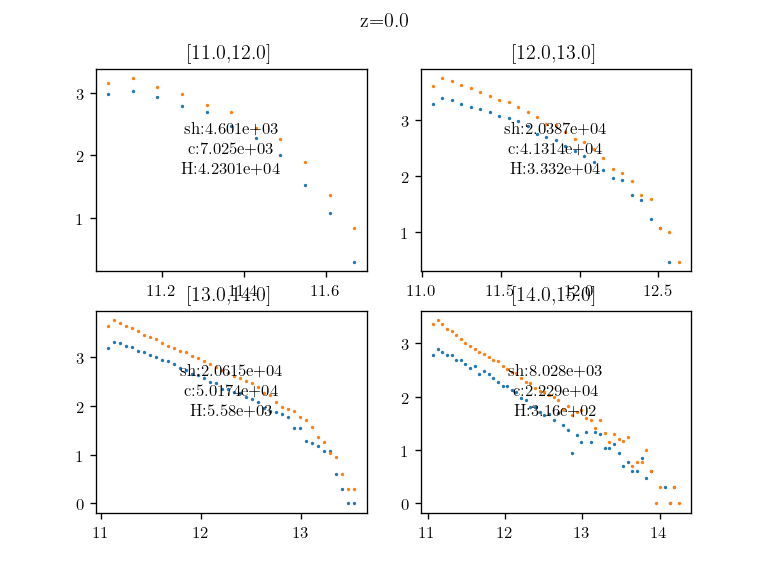 z=0.0
[11.0,12.0]
3
2
1
sh:4.601e+03
c:7.025e+03
H:4.2301e+04
11.2 11.4 11.6
[12.0,13.0]
3
2
1
sh:2.0387e+04
c:4.1314e+04
H:3.332e+04
11.0 11.5 12.0 12.5
[13.0,14.0]
3
2
1
0
sh:2.0615e+04
c:5.0174e+04
H:5.58e+03
11 12 13
[14.0,15.0]
3
2
1
0
sh:8.028e+03
c:2.229e+04
H:3.16e+02
11 12 13 14